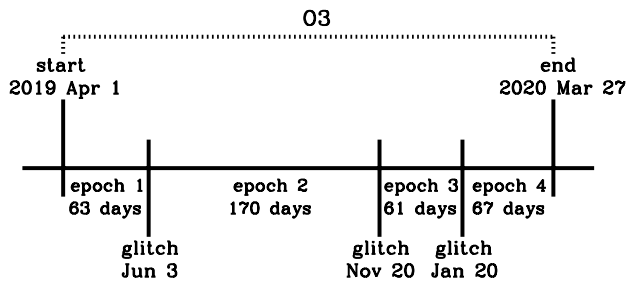 O3
start
2019 Apr 1
end
2020 Mar 27
epoch 1
63 days
epoch 2
170 days
epoch 3
61 days
epoch 4
67 days
glitch
Jun 3
glitch
Nov 20
glitch
Jan 20